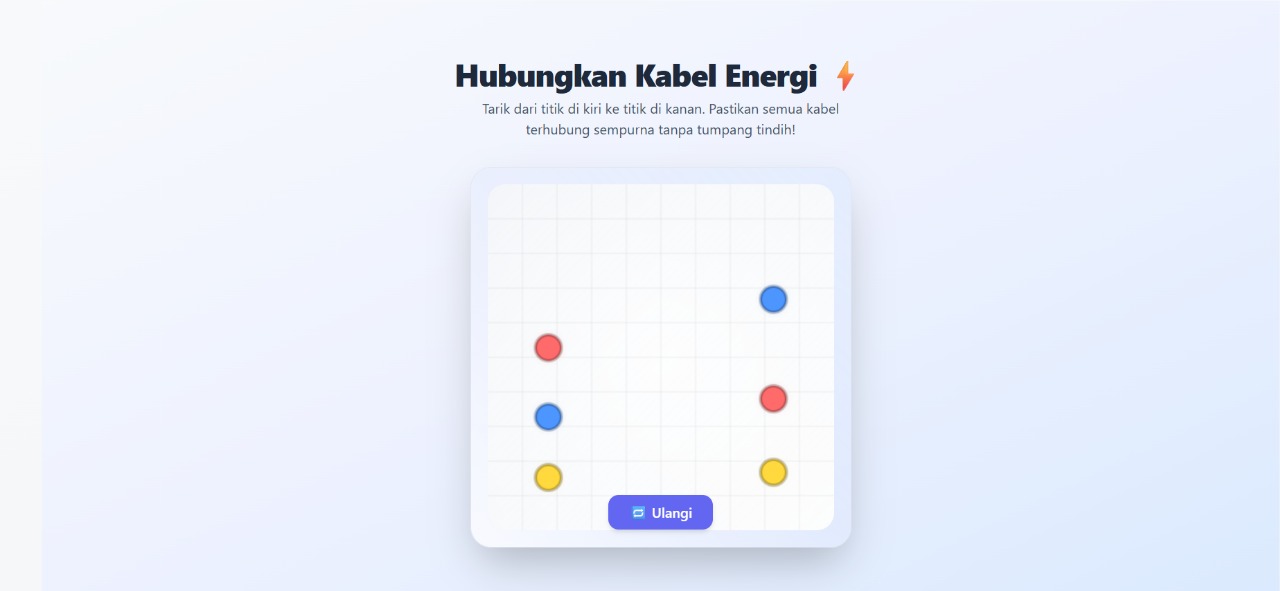 Hubungkan Kabel Energi ⚡
Tarik dari titik di kiri ke titik di kanan. Pastikan semua kabel
terhubung sempurna tanpa tumpang tindih!
🔁 Ulangi